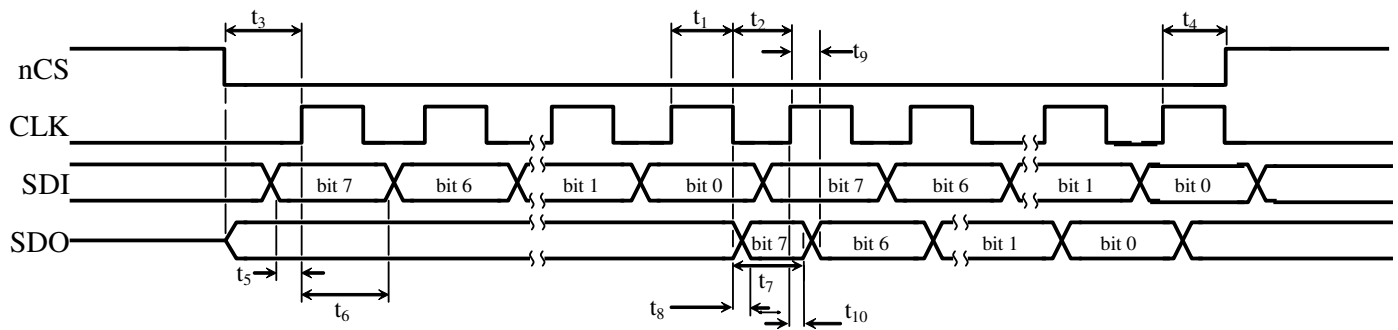 t3 t1 t2 t4
nCS t9
CLK
SDI bit 7 bit 6 bit 1 bit 0 bit 7 bit 6 bit 1 bit 0
SDO bit 7 bit 6 bit 1 bit 0
t5 t6 t8 t7 t10